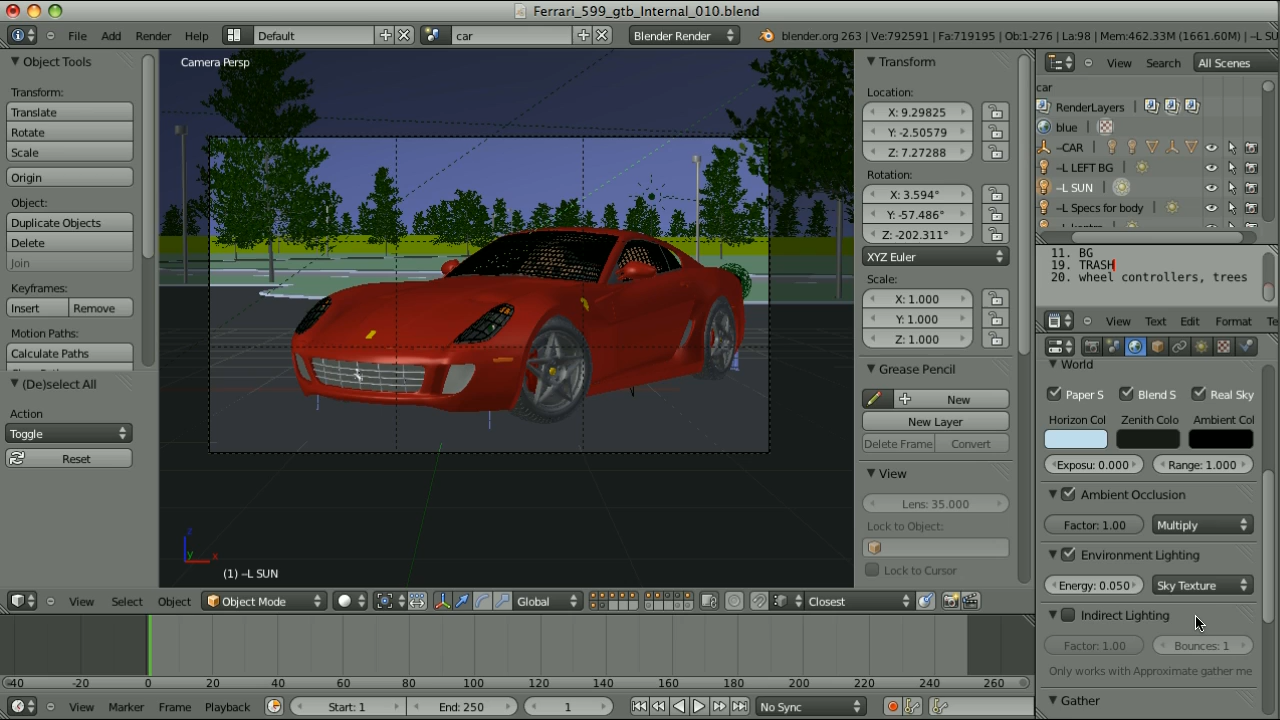 Ferrari_599_gtb_Internal_010.blend
File Add Render Help Default car Blender Render blender.org 263 | Ve:792591 | Fa:719195 | Ob:1-276 | La:98 | Mem:462.33M (1661.60M) | ~L SU
Object Tools
Transform:
Translate
Rotate
Scale
Origin
Object:
Duplicate Objects
Delete
Join
Keyframes:
Insert Remove
Motion Paths:
Calculate Paths
(De)select All
Action
Toggle
Reset
Camera Persp
(1) ~L SUN
Transform
Location:
X: 9.29825
Y: -2.50579
Z: 7.27288
Rotation:
X: 3.594°
Y: -57.486°
Z: -202.311°
XYZ Euler
Scale:
X: 1.000
Y: 1.000
Z: 1.000
Grease Pencil
New
New Layer
Delete Frame Convert
View
Lens: 35.000
Lock to Object:
Lock to Cursor
View Search All Scenes
car
RenderLayers
blue
~CAR
~L LEFT BG
~L SUN
~L Specs for body
11. BG
19. TRASH
20. wheel controllers, trees
View Text Edit Format Te
World
Paper S Blend S Real Sky
Horizon Col Zenith Colo Ambient Col
Exposu: 0.000 Range: 1.000
Ambient Occlusion
Factor: 1.00 Multiply
Environment Lighting
Energy: 0.050 Sky Texture
Indirect Lighting
Factor: 1.00 Bounces: 1
Only works with Approximate gather me
Gather
View Select Object Object Mode Global Closest
-40 -20 0 20 40 60 80 100 120 140 160 180 200 220 240 260
View Marker Frame Playback Start: 1 End: 250 1 No Sync